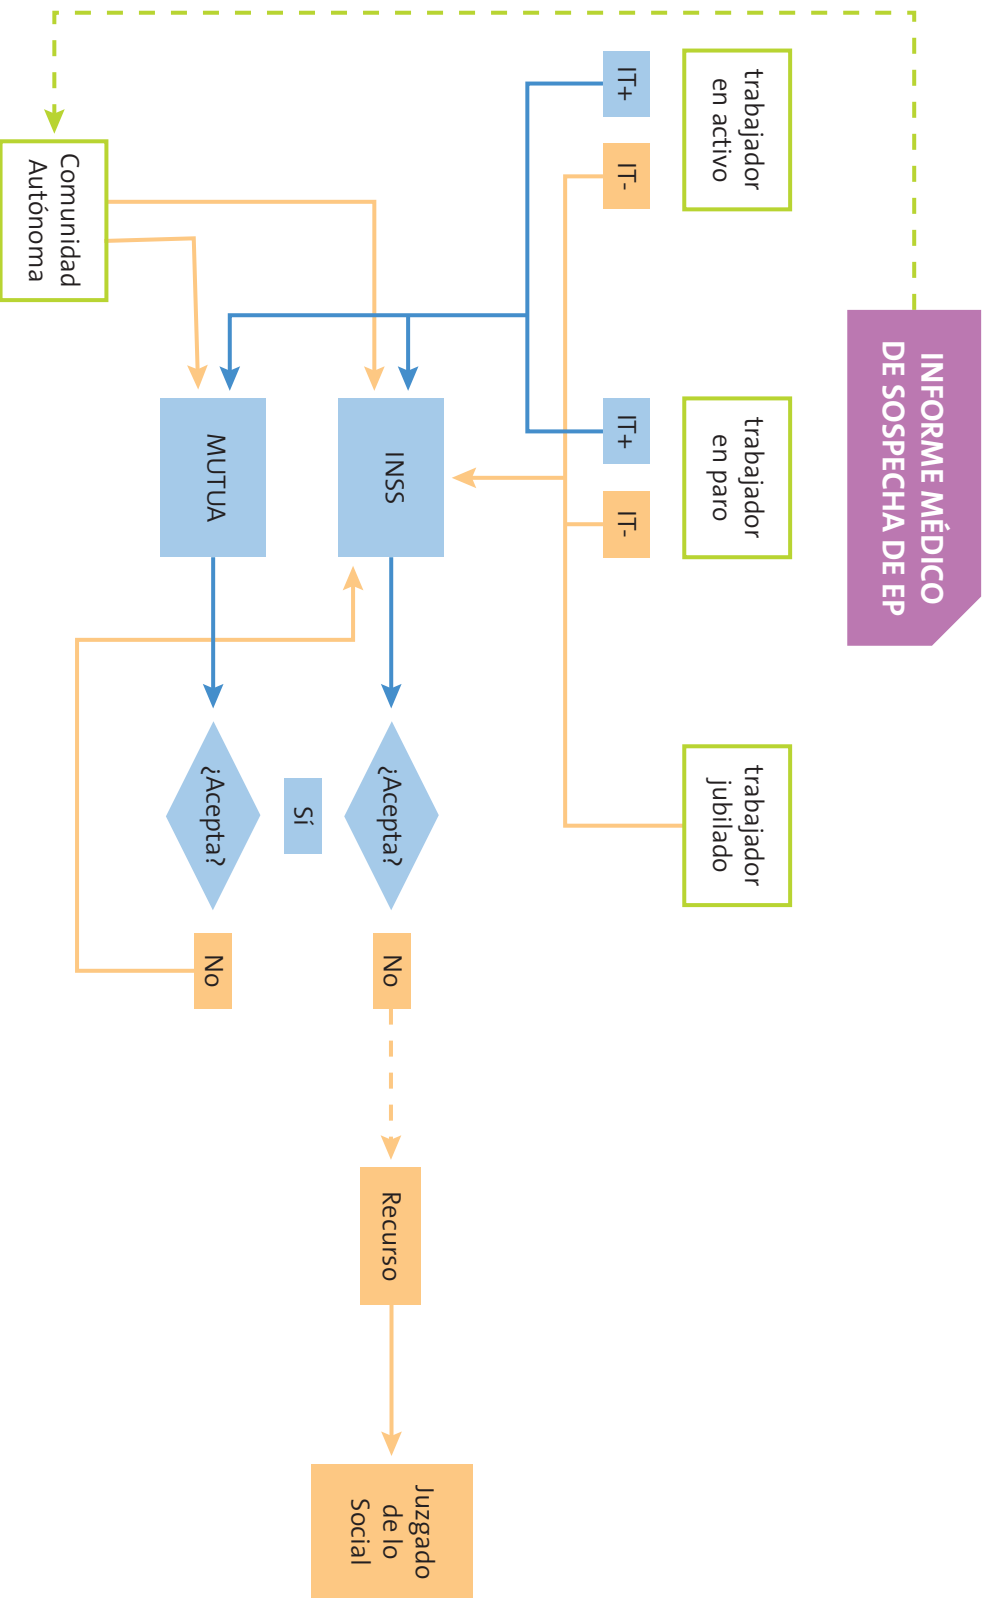 INFORME MÉDICO
DE SOSPECHA DE EP
trabajador
en activo
trabajador
en paro
trabajador
jubilado
IT+
IT-
IT+
IT-
INSS
¿Acepta?
No
Recurso
Juzgado
de lo
Social
Sí
MUTUA
¿Acepta?
No
Comunidad
Autónoma